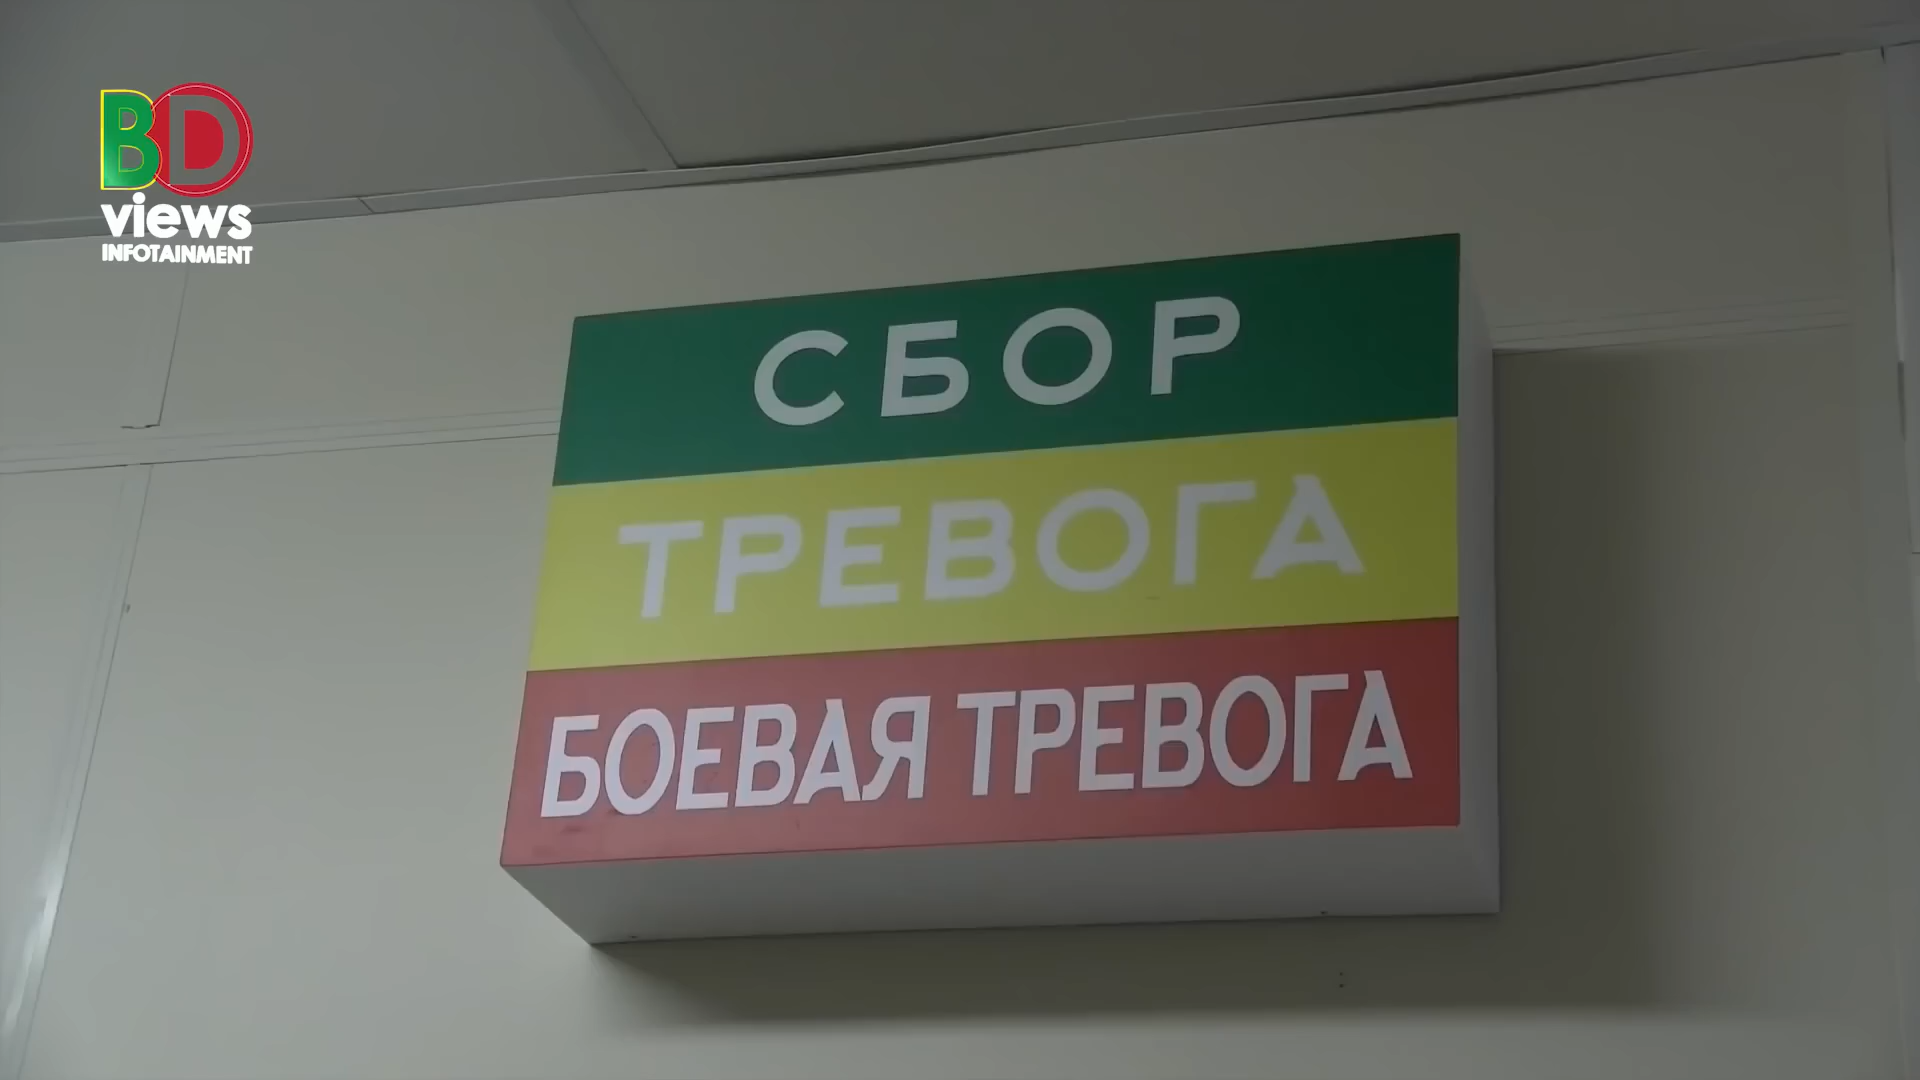 BD
views
INFOTAINMENT
СБОР
ТРЕВОГА
БОЕВАЯ ТРЕВОГА